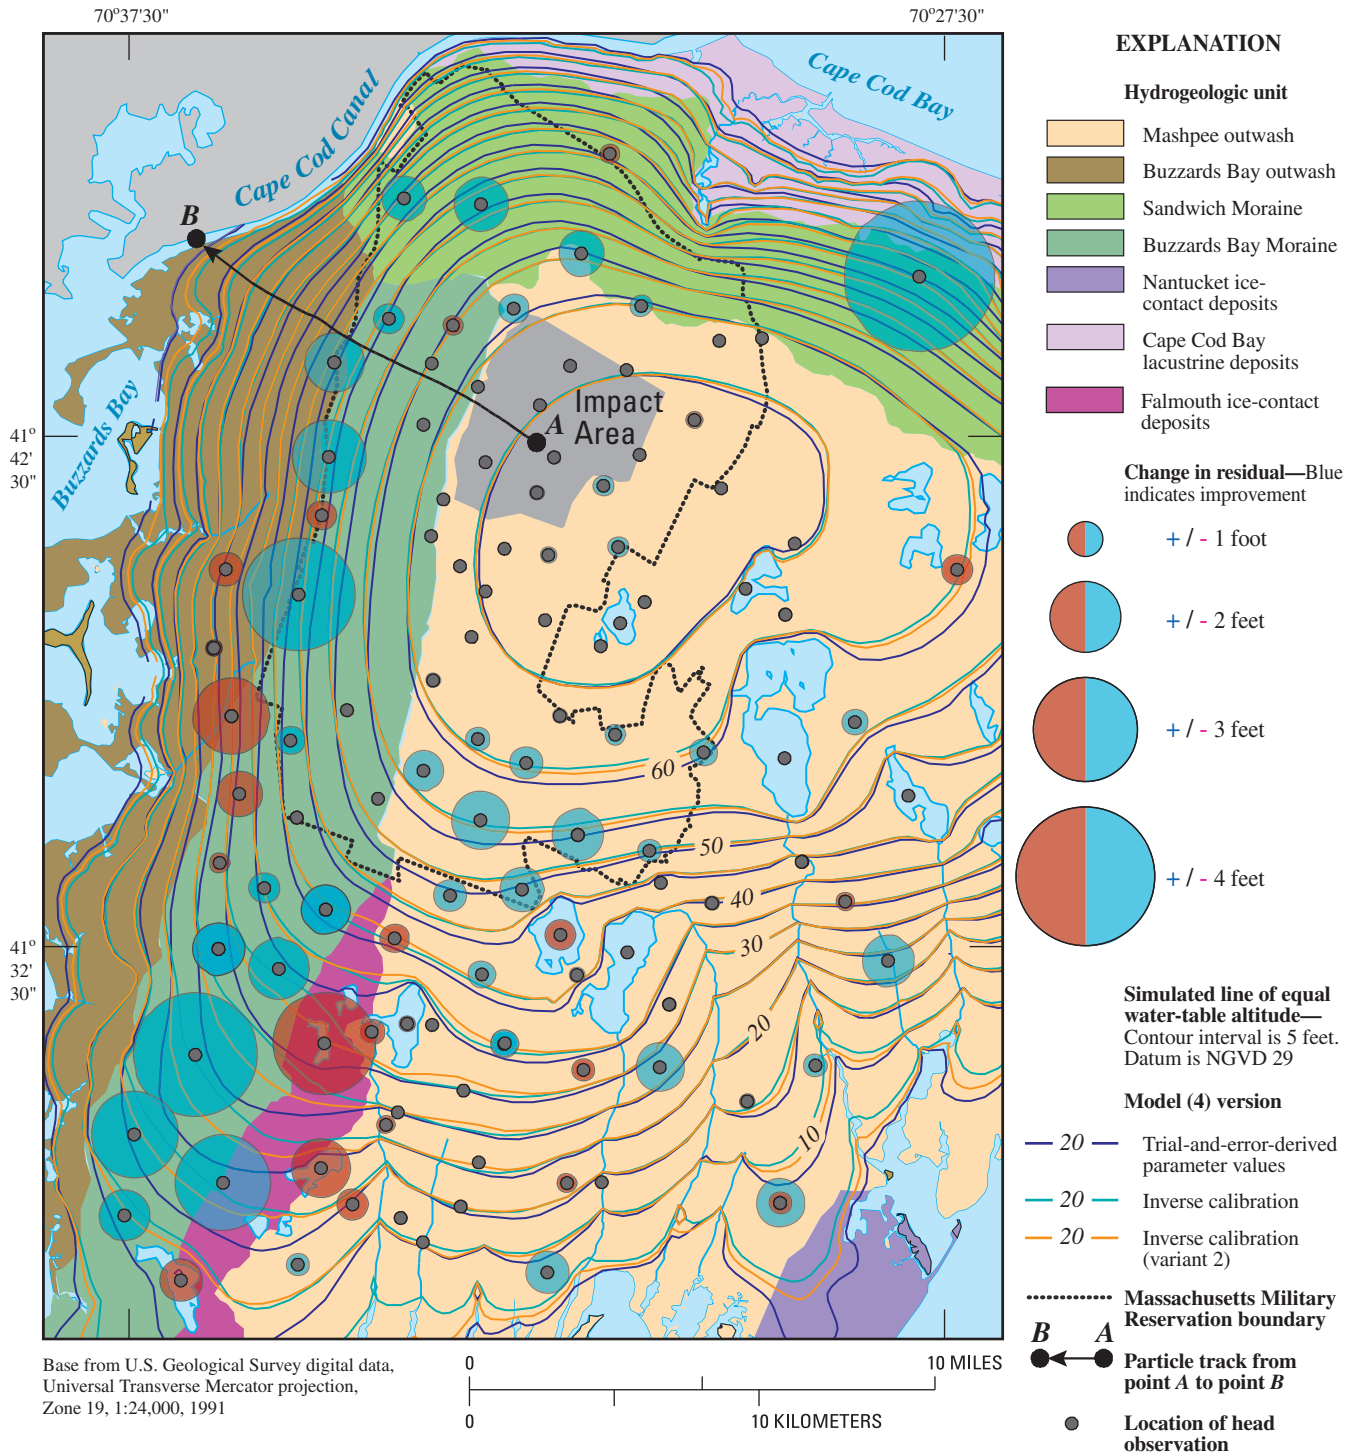 70º37'30"
70º27'30"
Cape Cod Canal
Cape Cod Bay
B
A
Impact
Area
41º
42'
30"
Buzzards Bay
60
50
40
30
20
10
41º
32'
30"
Base from U.S. Geological Survey digital data,
Universal Transverse Mercator projection,
Zone 19, 1:24,000, 1991
0 10 MILES
0 10 KILOMETERS
EXPLANATION
Hydrogeologic unit
Mashpee outwash
Buzzards Bay outwash
Sandwich Moraine
Buzzards Bay Moraine
Nantucket ice-
contact deposits
Cape Cod Bay
lacustrine deposits
Falmouth ice-contact
deposits
Change in residual—Blue
indicates improvement
+ / - 1 foot
+ / - 2 feet
+ / - 3 feet
+ / - 4 feet
Simulated line of equal
water-table altitude—
Contour interval is 5 feet.
Datum is NGVD 29
Model (4) version
20 Trial-and-error-derived
parameter values
20 Inverse calibration
20 Inverse calibration
(variant 2)
Massachusetts Military
Reservation boundary
B A
Particle track from
point A to point B
Location of head
observation